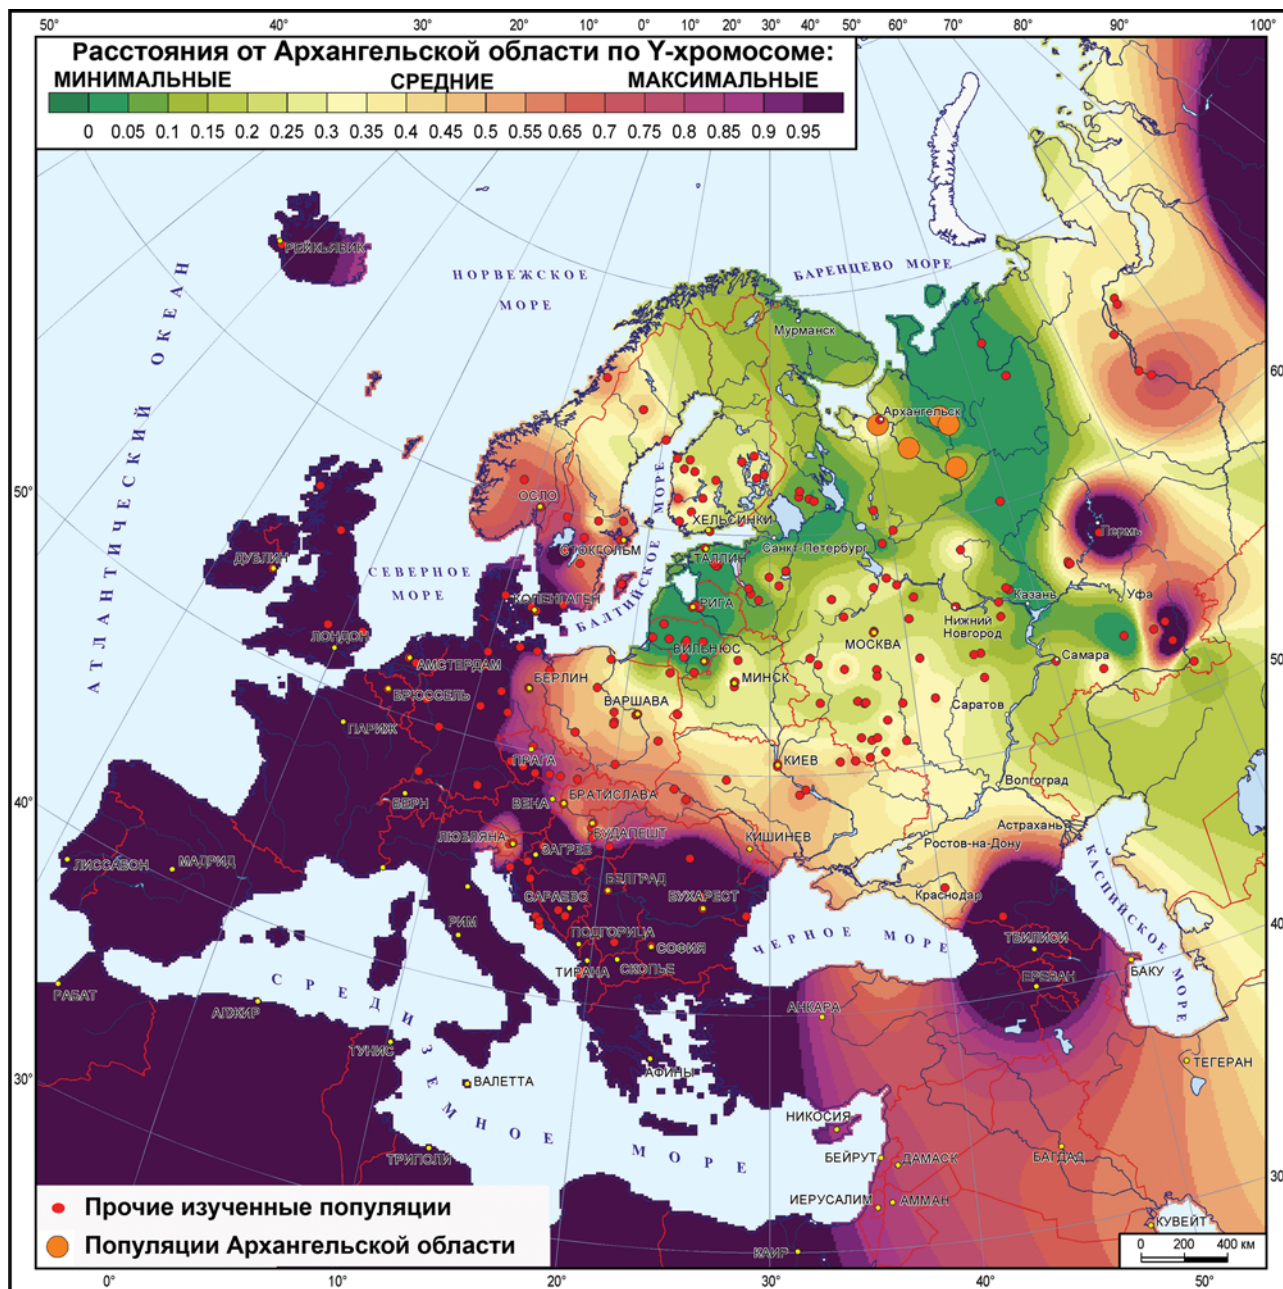 50° 40° 30° 20° 10° 0° 10° 20° 30° 40° 50° 60° 70° 80° 90° 100°
Расстояния от Архангельской области по Y-хромосоме:
МИНИМАЛЬНЫЕ СРЕДНИЕ МАКСИМАЛЬНЫЕ
0 0.05 0.1 0.15 0.2 0.25 0.3 0.35 0.4 0.45 0.5 0.55 0.65 0.7 0.75 0.8 0.85 0.9 0.95
РЕЙКЬЯВИК
НОРВЕЖСКОЕ
МОРЕ
БАРЕНЦЕВО МОРЕ
АТЛАНТИЧЕСКИЙ ОКЕАН
Мурманск
60°
Архангельск
50°
ОСЛО
ХЕЛЬСИНКИ
СТОКГОЛЬМ
ТАЛЛИН
Санкт-Петербург
Пермь
ДУБЛИН
СЕВЕРНОЕ
МОРЕ
КОПЕНГАГЕН
БАЛТИЙСКОЕ МОРЕ
РИГА
Казань
Уфа
Нижний
Новгород
ЛОНДОН
АМСТЕРДАМ
ВИЛЬНЮС
МОСКВА
Самара
50°
БРЮССЕЛЬ
БЕРЛИН
МИНСК
ПАРИЖ
ВАРШАВА
Саратов
ПРАГА
КИЕВ
Волгоград
40°
БЕРН
ВЕНА
БРАТИСЛАВА
ЛЮБЛЯНА
БУДАПЕШТ
КИШИНЕВ
Астрахань
Ростов-на-Дону
ЗАГРЕБ
ЛИССАБОН
МАДРИД
БЕЛГРАД
Краснодар
САРАЕВО
БУХАРЕСТ
КАСПИЙСКОЕ МОРЕ
40°
РИМ
ПОДГОРИЦА
СОФИЯ
ЧЕРНОЕ МОРЕ
ТБИЛИСИ
ТИРАНА
СКОПЬЕ
ЕРЕВАН
БАКУ
РАБАТ
АЛЖИР
АНКАРА
СРЕДИЗЕМНОЕ МОРЕ
ТУНИС
АФИНЫ
ТЕГЕРАН
30°
ВАЛЕТТА
НИКОСИЯ
БЕЙРУТ
ДАМАСК
БАГДАД
ТРИПОЛИ
30°
ИЕРУСАЛИМ
АММАН
КУВЕЙТ
КАИР
Прочие изученные популяции
Популяции Архангельской области
0 200 400 км
0° 10° 20° 30° 40° 50°